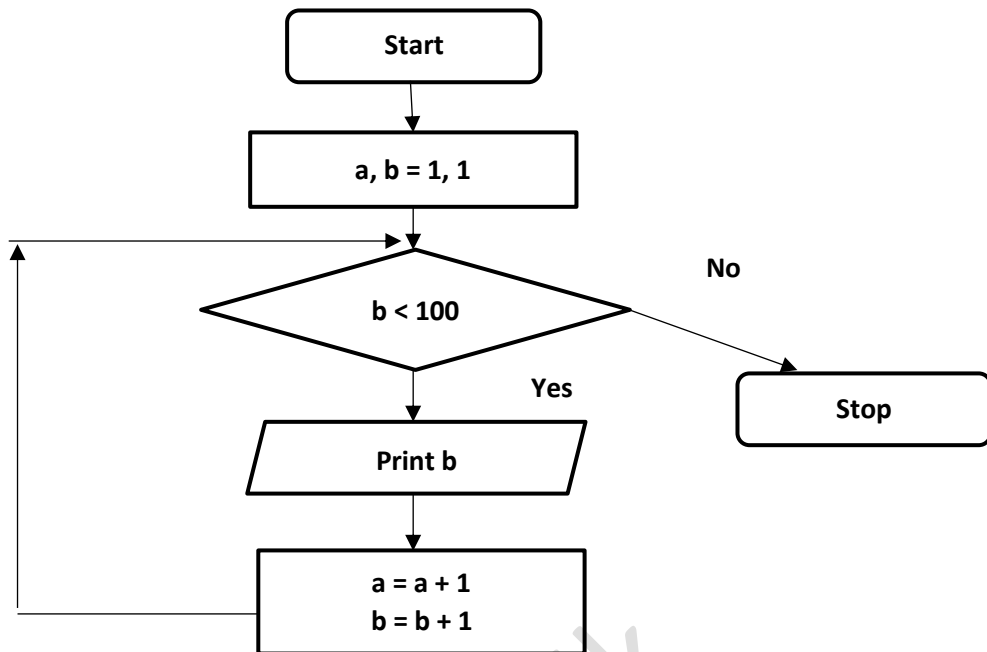 Start
a, b = 1, 1
No
b < 100
Yes
Stop
Print b
a = a + 1
b = b + 1